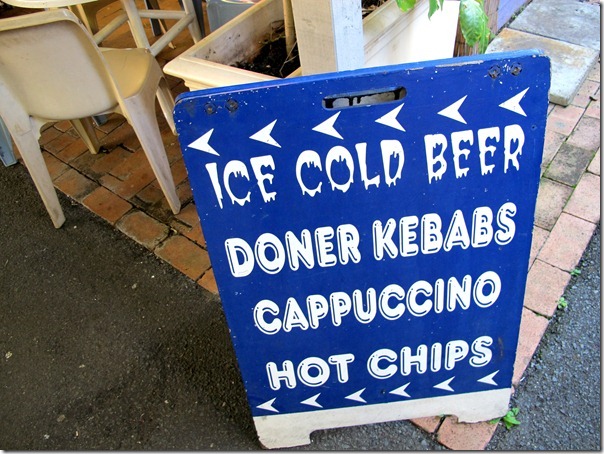 ICE COLD BEER
DONER KEBABS
CAPPUCCINO
HOT CHIPS